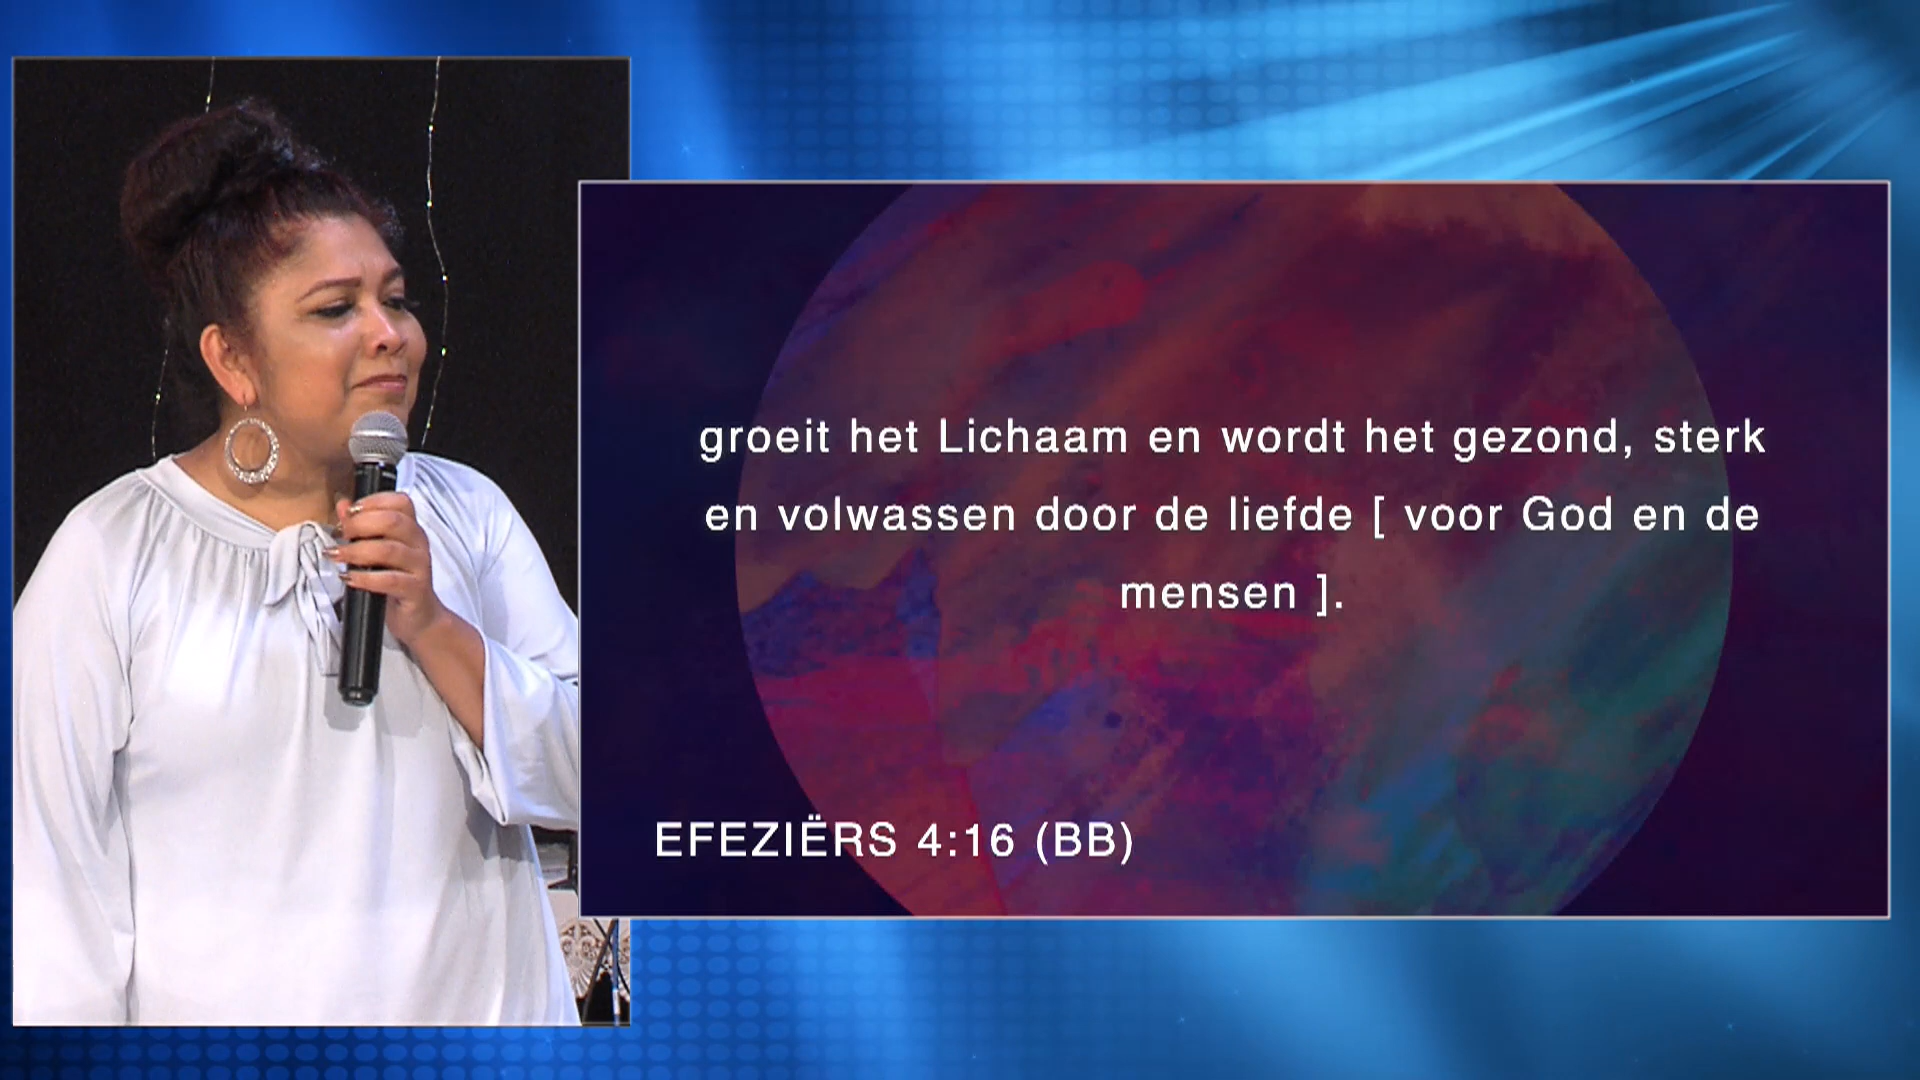 groeit het Lichaam en wordt het gezond, sterk
en volwassen door de liefde [ voor God en de
mensen ].
EFEZIËRS 4:16 (BB)